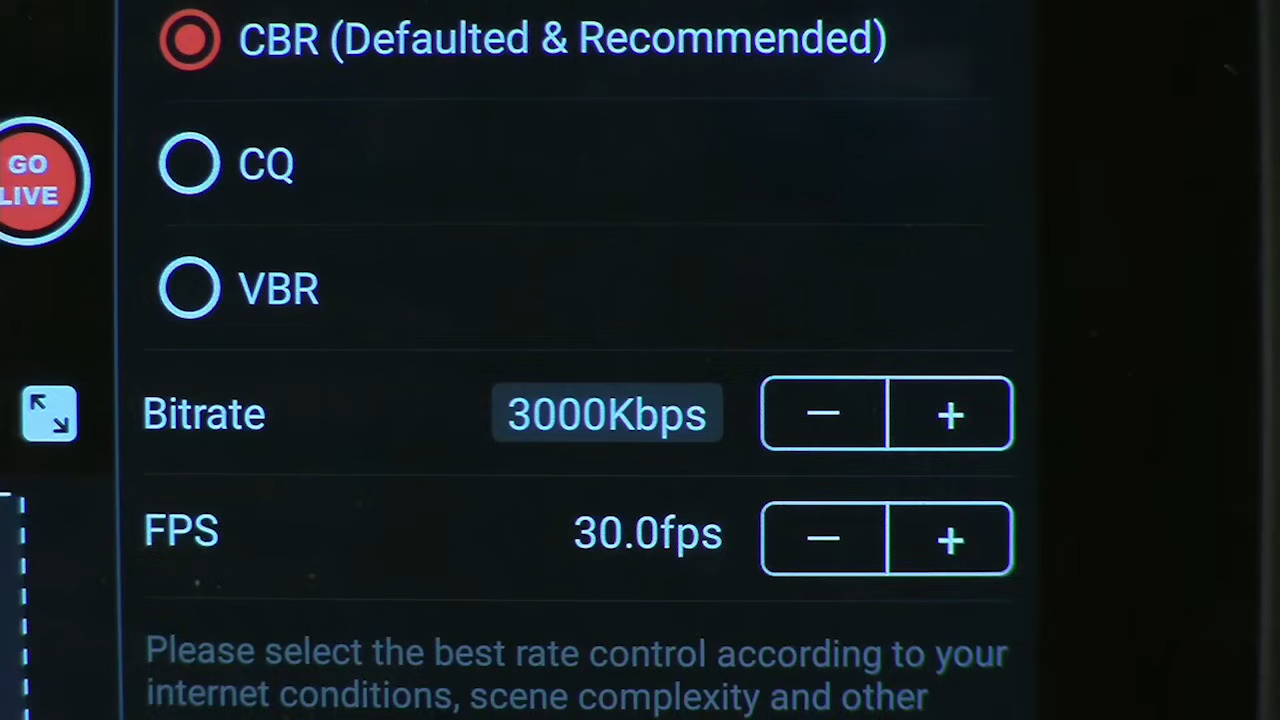 CBR (Defaulted & Recommended)
GO
LIVE
CQ
VBR
Bitrate 3000Kbps − +
FPS 30.0fps − +
Please select the best rate control according to your
internet conditions, scene complexity and other